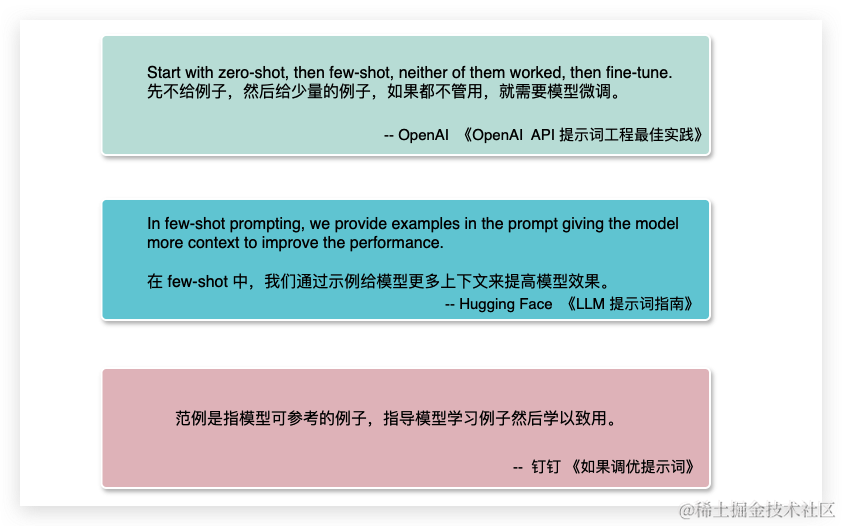 Start with zero-shot, then few-shot, neither of them worked, then fine-tune.
先不给例子，然后给少量的例子，如果都不管用，就需要模型微调。
-- OpenAI 《OpenAI API 提示词工程最佳实践》
In few-shot prompting, we provide examples in the prompt giving the model
more context to improve the performance.
在 few-shot 中，我们通过示例给模型更多上下文来提高模型效果。
-- Hugging Face 《LLM 提示词指南》
范例是指模型可参考的例子，指导模型学习例子然后学以致用。
-- 钉钉 《如果调优提示词》
@稀土掘金技术社区